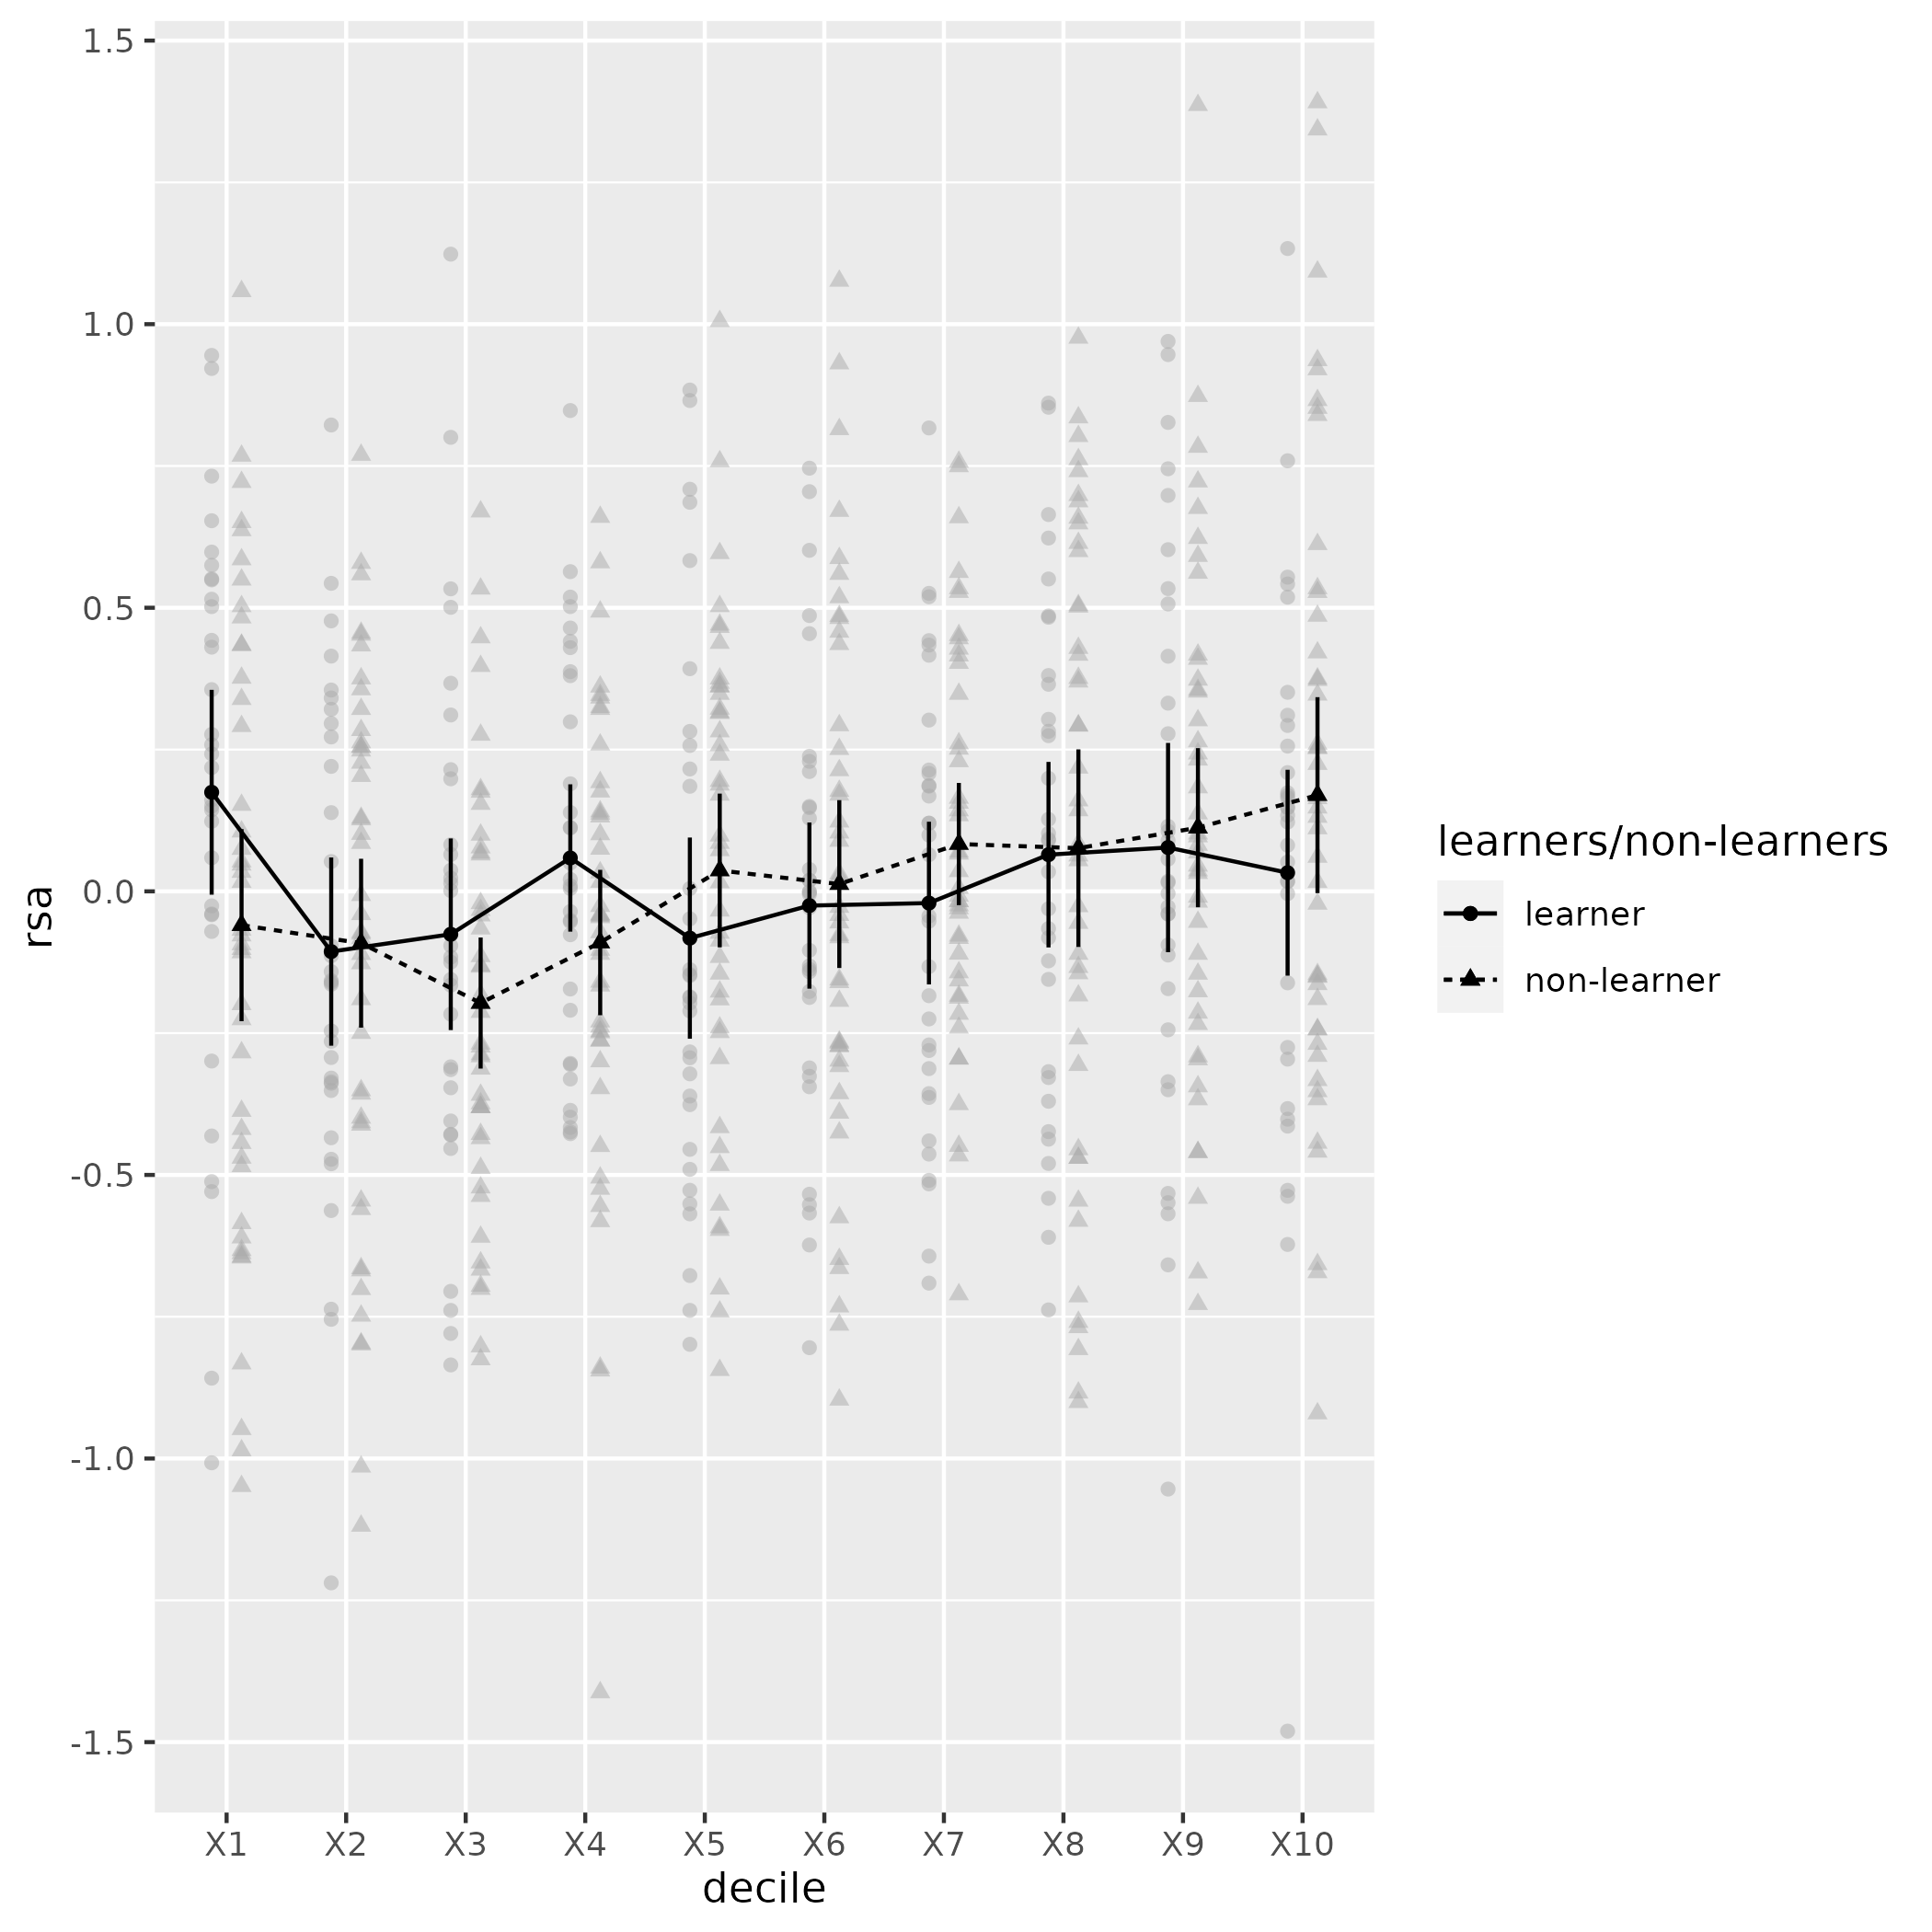 1.5
1.0
0.5
0.0
-0.5
-1.0
-1.5
rsa
X1 X2 X3 X4 X5 X6 X7 X8 X9 X10
decile
learners/non-learners
learner
non-learner